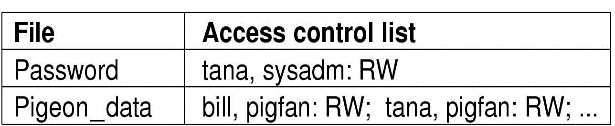 File Access control list
Password tana, sysadm: RW
Pigeon_data bill, pigfan: RW; tana, pigfan: RW; ...